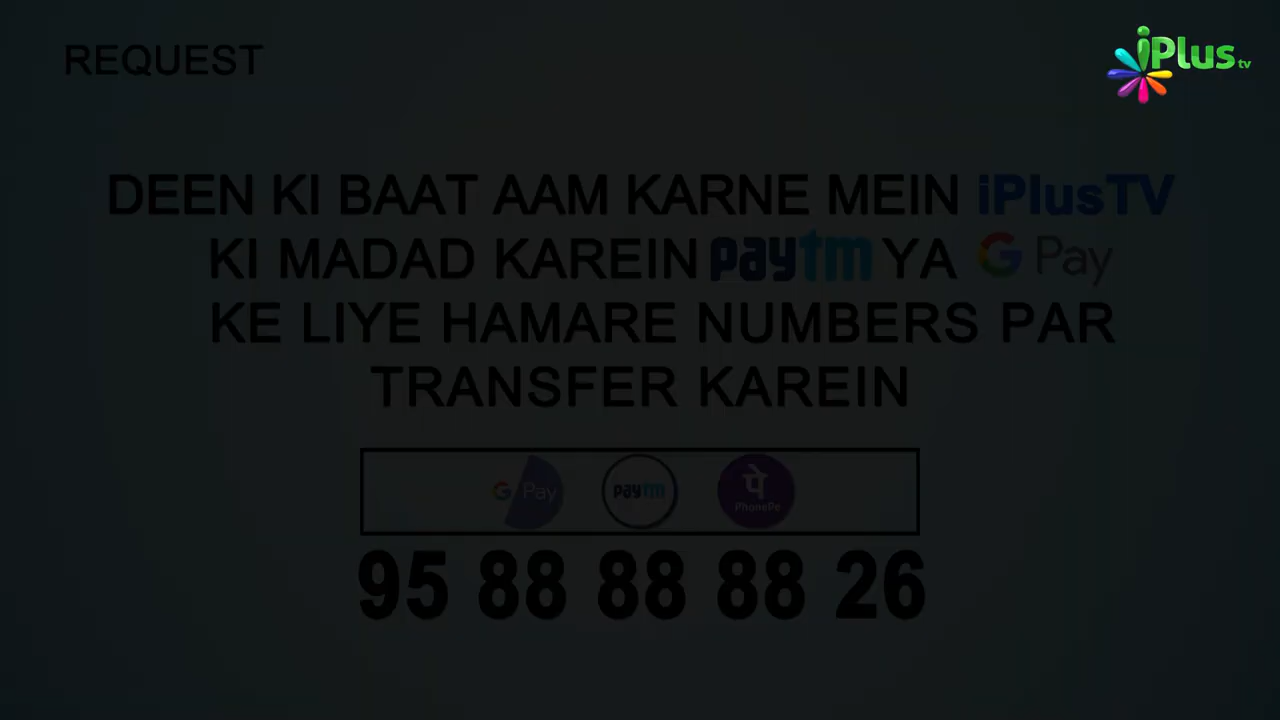 REQUEST
iPlus tv
DEEN KI BAAT AAM KARNE MEIN iPlusTV
KI MADAD KAREIN paytm YA G Pay
KE LIYE HAMARE NUMBERS PAR
TRANSFER KAREIN
G Pay paytm पे PhonePe
95 88 88 88 26